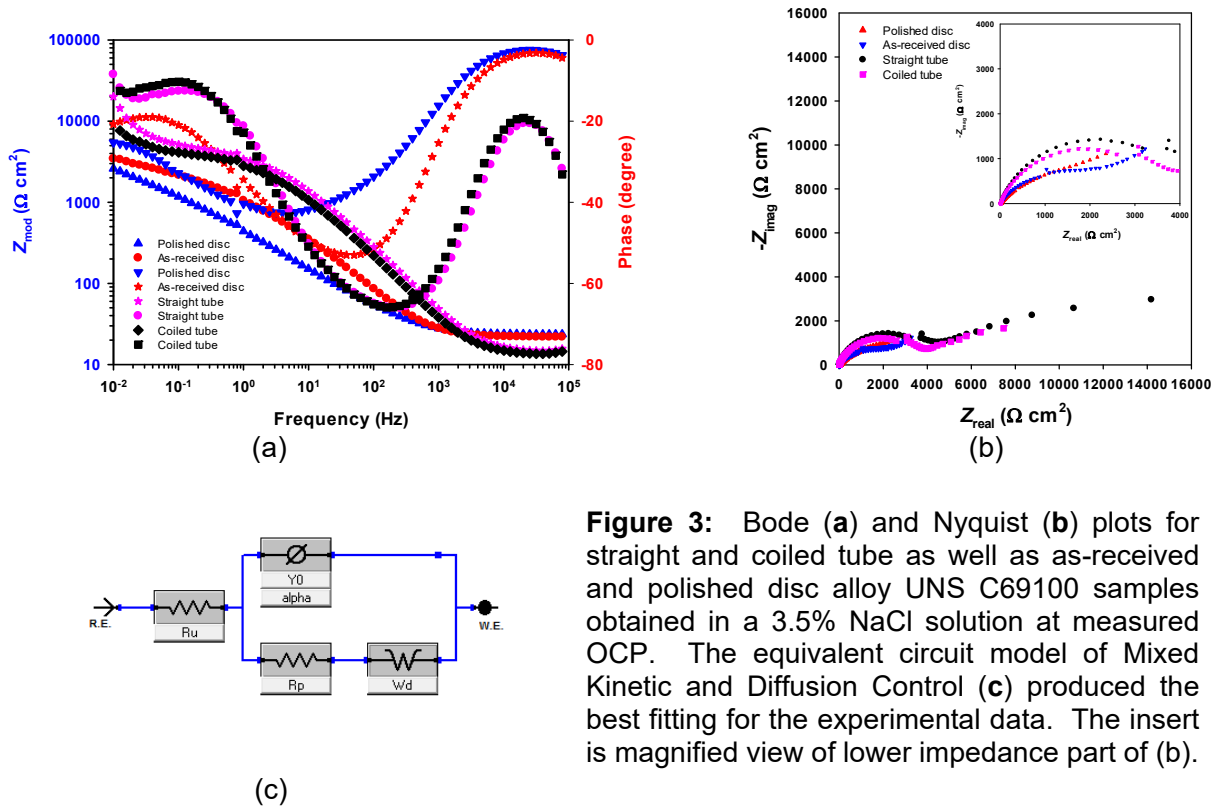 100000
10000
1000
100
10
Zmod (Ω cm2)
0
-20
-40
-60
-80
Phase (degree)
Polished disc
As-received disc
Polished disc
As-received disc
Straight tube
Straight tube
Coiled tube
Coiled tube
10-2 10-1 100 101 102 103 104 105
Frequency (Hz)
(a)
16000
14000
12000
10000
8000
6000
4000
2000
0
-Zimag (Ω cm2)
Polished disc
As-received disc
Straight tube
Coiled tube
4000
3000
2000
1000
0
-Zimag (Ω cm2)
0 1000 2000 3000 4000
Zreal (Ω cm2)
0 2000 4000 6000 8000 10000 12000 14000 16000
Zreal (Ω cm2)
(b)
R.E.
Ru
Y0
alpha
Rp
Wd
W.E.
(c)
Figure 3: Bode (a) and Nyquist (b) plots for
straight and coiled tube as well as as-received
and polished disc alloy UNS C69100 samples
obtained in a 3.5% NaCl solution at measured
OCP. The equivalent circuit model of Mixed
Kinetic and Diffusion Control (c) produced the
best fitting for the experimental data. The insert
is magnified view of lower impedance part of (b).